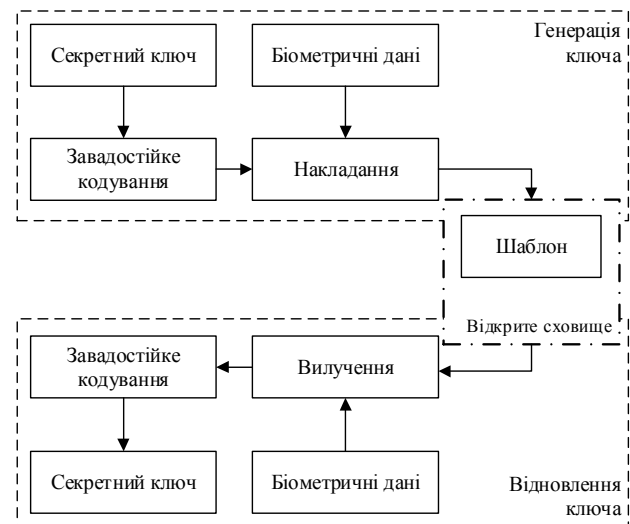 Генерація
ключа
Секретний ключ
Біометричні дані
Завадостійке
кодування
Накладання
Шаблон
Відкрите сховище
Завадостійке
кодування
Вилучення
Секретний ключ
Біометричні дані
Відновлення
ключа